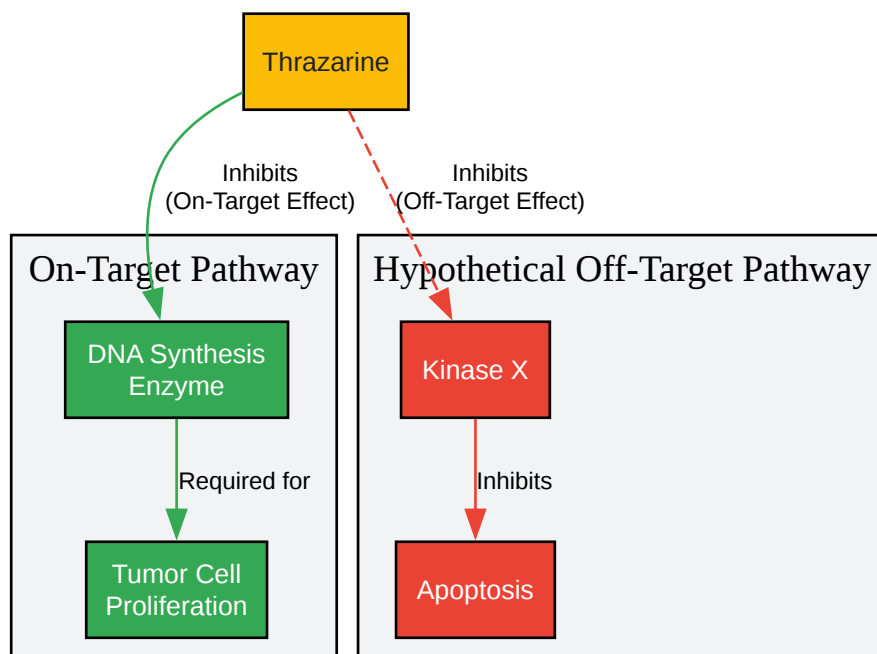 Thrazarine
Inhibits
(On-Target Effect)
Inhibits
(Off-Target Effect)
On-Target Pathway
DNA Synthesis
Enzyme
Required for
Tumor Cell
Proliferation
Hypothetical Off-Target Pathway
Kinase X
Inhibits
Apoptosis